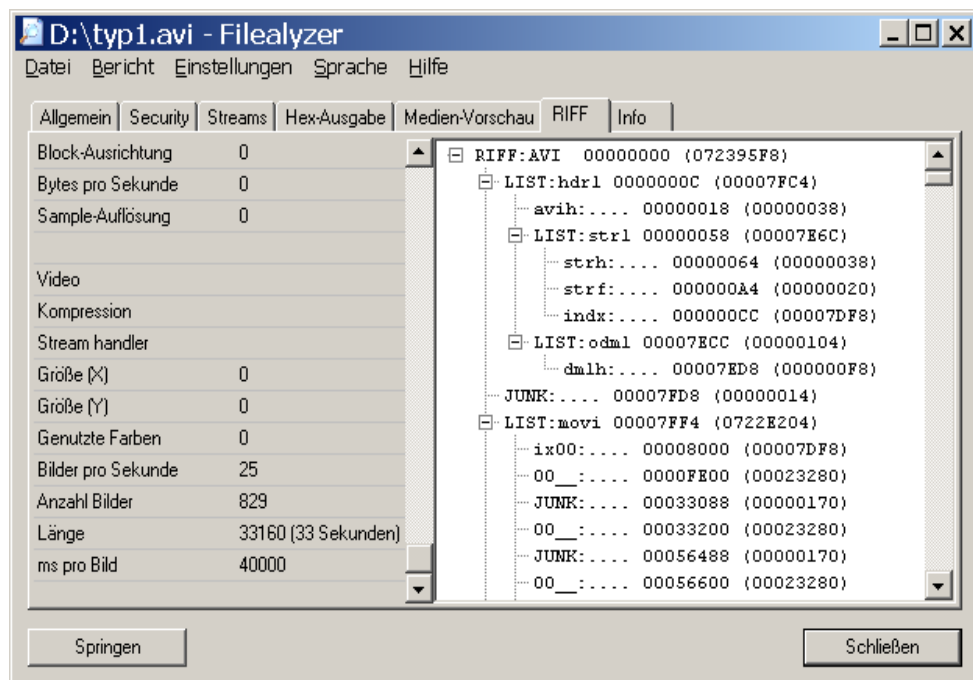 D:\typ1.avi - Filealyzer
Datei Bericht Einstellungen Sprache Hilfe
Allgemein Security Streams Hex-Ausgabe Medien-Vorschau RIFF Info
Block-Ausrichtung 0
Bytes pro Sekunde 0
Sample-Auflösung 0
Video
Kompression
Stream handler
Größe (X) 0
Größe (Y) 0
Genutzte Farben 0
Bilder pro Sekunde 25
Anzahl Bilder 829
Länge 33160 (33 Sekunden)
ms pro Bild 40000
RIFF:AVI 00000000 (072395F8)
LIST:hdrl 0000000C (00007FC4)
avih:.... 00000018 (00000038)
LIST:strl 00000058 (00007E6C)
strh:.... 00000064 (00000038)
strf:.... 000000A4 (00000020)
indx:.... 000000CC (00007DF8)
LIST:odml 00007ECC (00000104)
dmlh:.... 00007ED8 (000000F8)
JUNK:.... 00007FD8 (00000014)
LIST:movi 00007FF4 (0722E204)
ix00:.... 00008000 (00007DF8)
00__:.... 0000FE00 (00023280)
JUNK:.... 00033088 (00000170)
00__:.... 00033200 (00023280)
JUNK:.... 00056488 (00000170)
00__:.... 00056600 (00023280)
Springen
Schließen